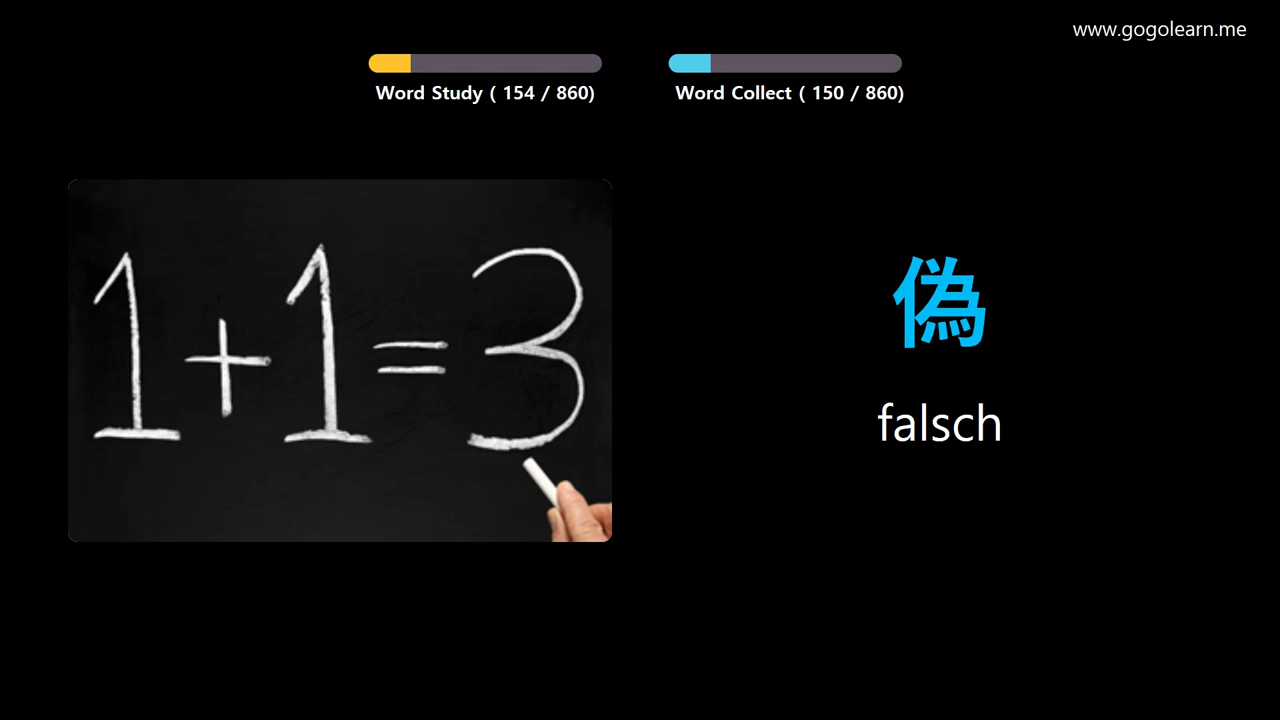 www.gogolearn.me
Word Study ( 154 / 860)
Word Collect ( 150 / 860)
1+1=3
偽
falsch